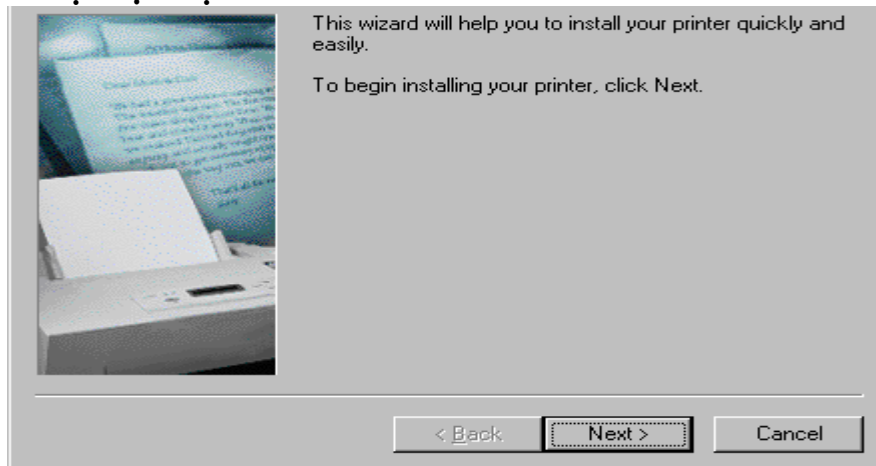 This wizard will help you to install your printer quickly and
easily.
To begin installing your printer, click Next.
< Back
Next >
Cancel